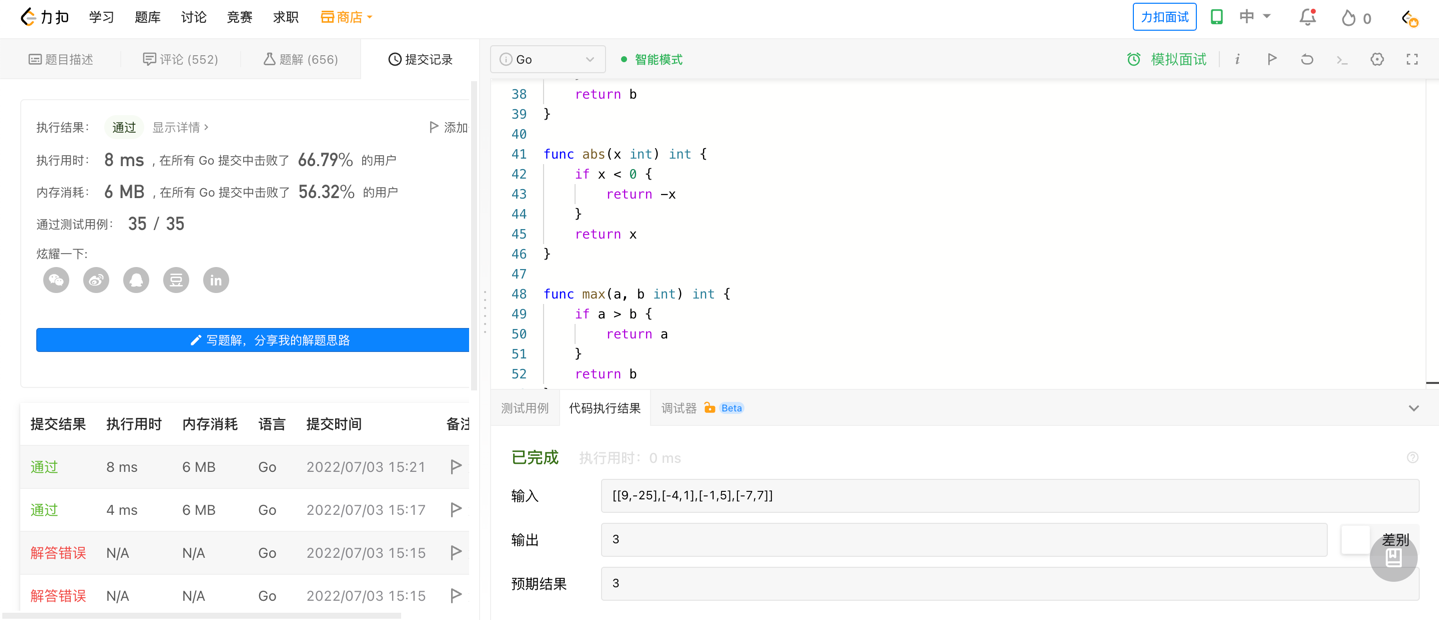 力扣 学习 题库 讨论 竞赛 求职 商店 力扣面试 中 0
题目描述 评论 (552) 题解 (656) 提交记录
执行结果： 通过 显示详情 › 添加
执行用时： 8 ms , 在所有 Go 提交中击败了 66.79% 的用户
内存消耗： 6 MB , 在所有 Go 提交中击败了 56.32% 的用户
通过测试用例： 35 / 35
炫耀一下:
豆 in
写题解，分享我的解题思路
提交结果 执行用时 内存消耗 语言 提交时间 备注
通过 8 ms 6 MB Go 2022/07/03 15:21
通过 4 ms 6 MB Go 2022/07/03 15:17
解答错误 N/A N/A Go 2022/07/03 15:15
解答错误 N/A N/A Go 2022/07/03 15:15
i Go 智能模式 模拟面试 i
38 return b
39 }
40
41 func abs(x int) int {
42 if x < 0 {
43 return -x
44 }
45 return x
46 }
47
48 func max(a, b int) int {
49 if a > b {
50 return a
51 }
52 return b
测试用例 代码执行结果 调试器 Beta
已完成 执行用时：0 ms
输入 [[9,-25],[-4,1],[-1,5],[-7,7]]
输出 3 差别
预期结果 3